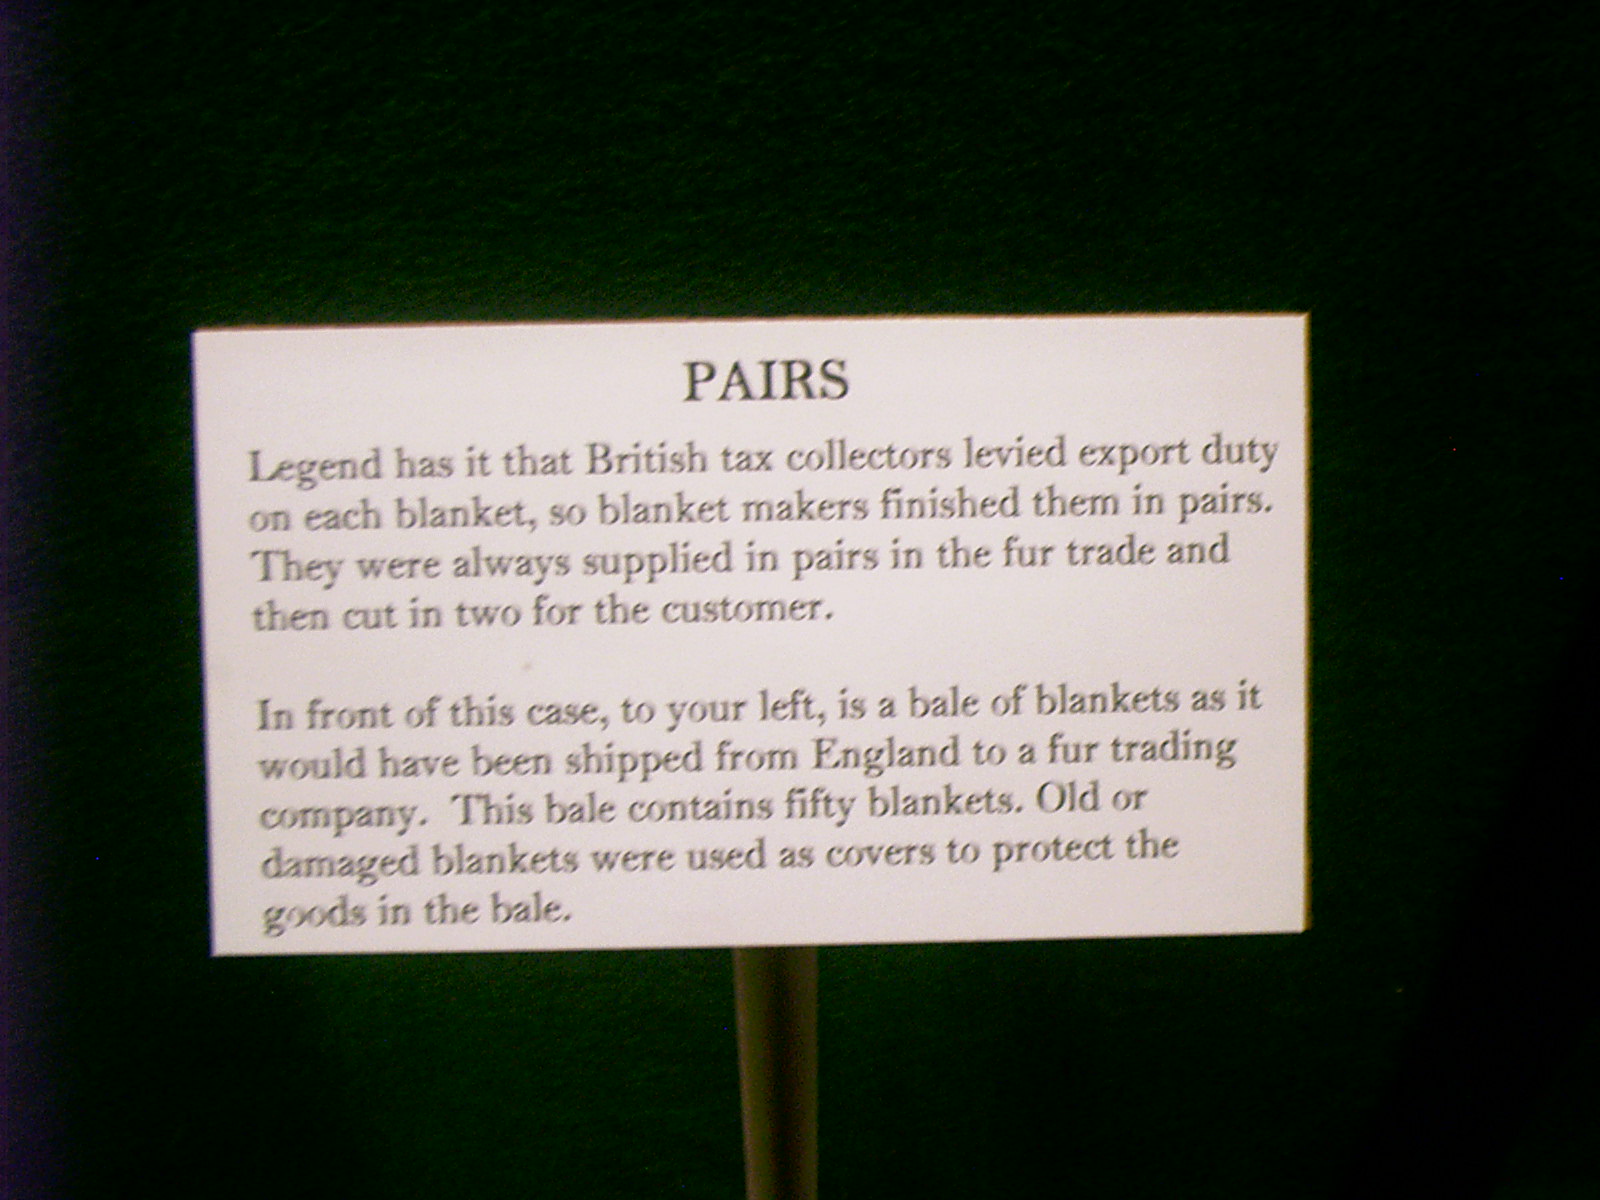 PAIRS
Legend has it that British tax collectors levied export duty
on each blanket, so blanket makers finished them in pairs.
They were always supplied in pairs in the fur trade and
then cut in two for the customer.
In front of this case, to your left, is a bale of blankets as it
would have been shipped from England to a fur trading
company.  This bale contains fifty blankets. Old or
damaged blankets were used as covers to protect the
goods in the bale.